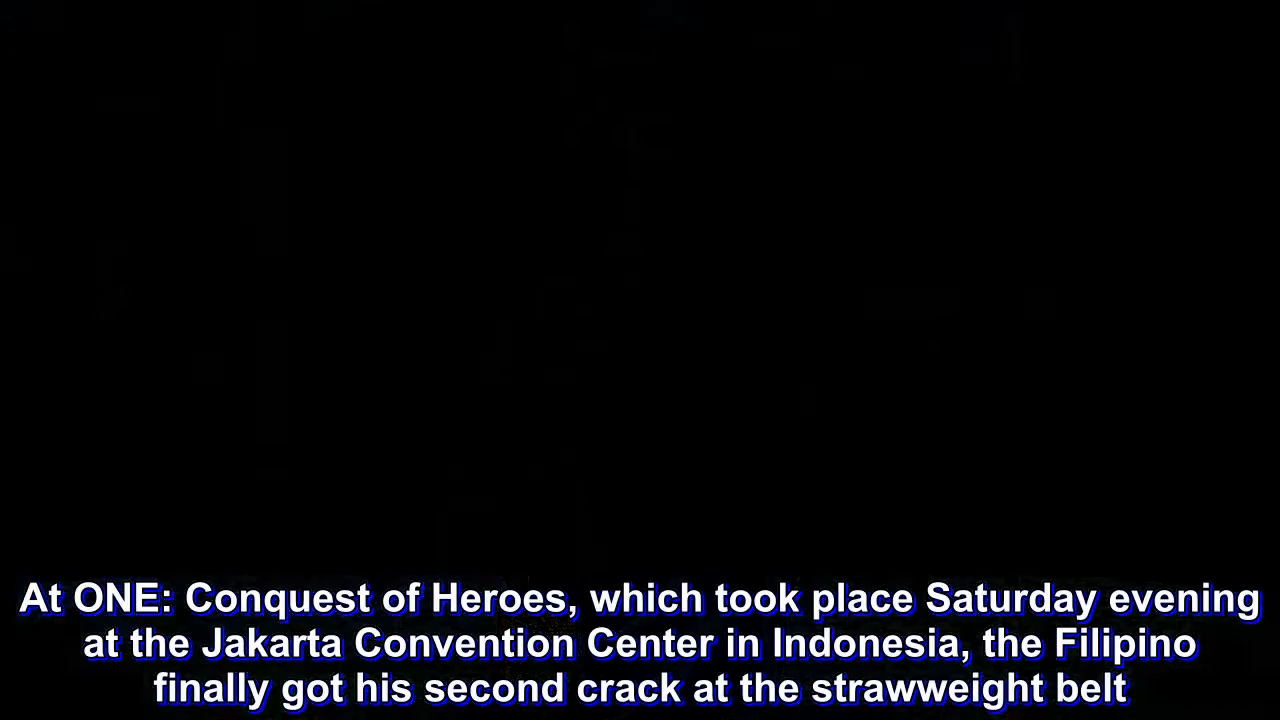 At ONE: Conquest of Heroes, which took place Saturday evening
at the Jakarta Convention Center in Indonesia, the Filipino
finally got his second crack at the strawweight belt